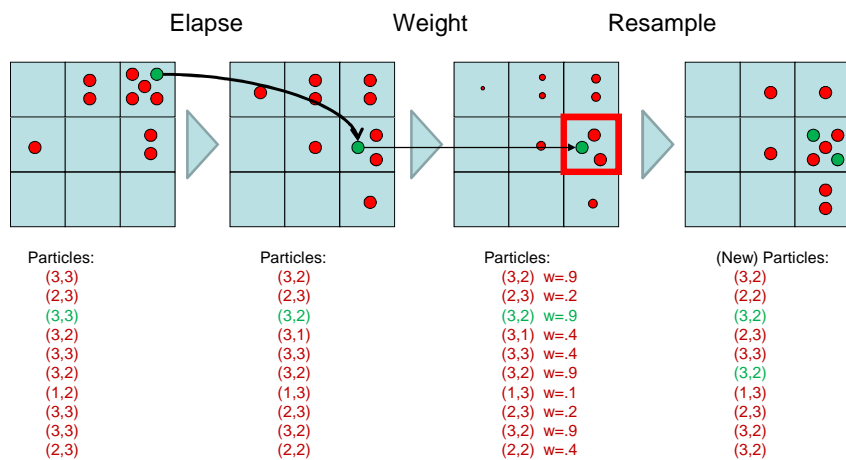 Elapse Weight Resample
Particles: Particles: Particles: (New) Particles:
(3,3) (3,2) (3,2) w=.9 (3,2)
(2,3) (2,3) (2,3) w=.2 (2,2)
(3,3) (3,2) (3,2) w=.9 (3,2)
(3,2) (3,1) (3,1) w=.4 (2,3)
(3,3) (3,3) (3,3) w=.4 (3,3)
(3,2) (3,2) (3,2) w=.9 (3,2)
(1,2) (1,3) (1,3) w=.1 (1,3)
(3,3) (2,3) (2,3) w=.2 (2,3)
(3,3) (3,2) (3,2) w=.9 (3,2)
(2,3) (2,2) (2,2) w=.4 (3,2)